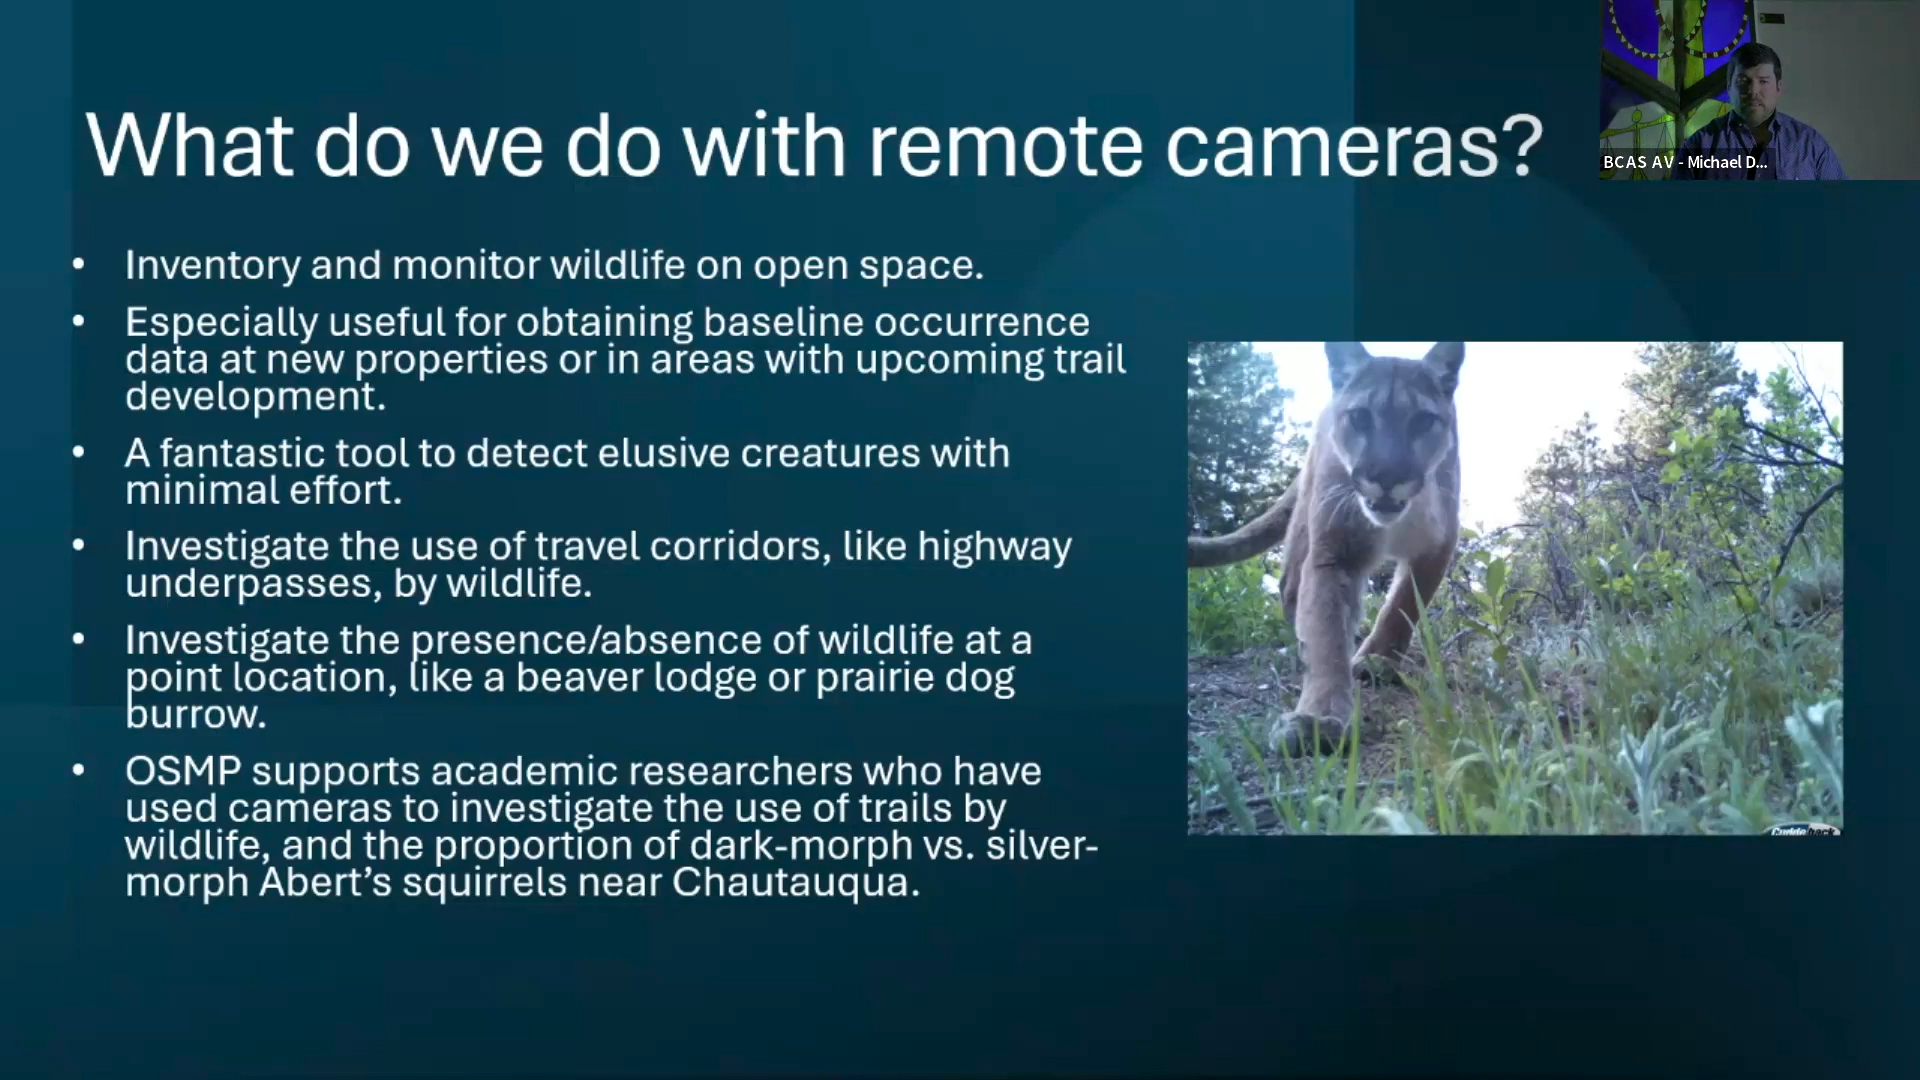 What do we do with remote cameras?
BCAS AV - Michael D...
• Inventory and monitor wildlife on open space.
• Especially useful for obtaining baseline occurrence
data at new properties or in areas with upcoming trail
development.
• A fantastic tool to detect elusive creatures with
minimal effort.
• Investigate the use of travel corridors, like highway
underpasses, by wildlife.
• Investigate the presence/absence of wildlife at a
point location, like a beaver lodge or prairie dog
burrow.
• OSMP supports academic researchers who have
used cameras to investigate the use of trails by
wildlife, and the proportion of dark-morph vs. silver-
morph Abert’s squirrels near Chautauqua.